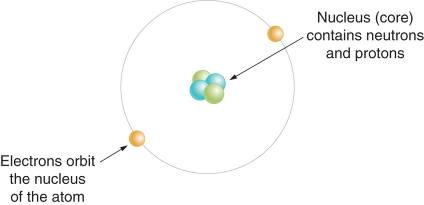 Nucleus (core)
contains neutrons
and protons
Electrons orbit
the nucleus
of the atom